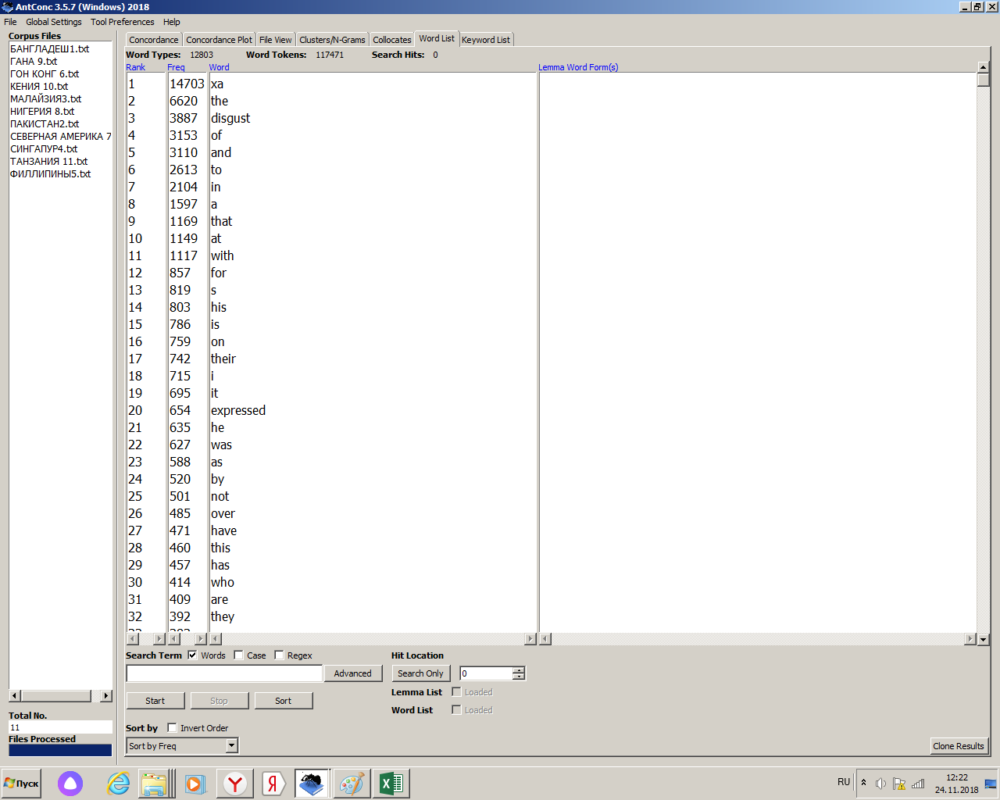 AntConc 3.5.7 (Windows) 2018
File Global Settings Tool Preferences Help
Corpus Files
БАНГЛАДЕШ1.txt
ГАНА 9.txt
ГОН КОНГ 6.txt
КЕНИЯ 10.txt
МАЛАЙЗИЯ3.txt
НИГЕРИЯ 8.txt
ПАКИСТАН2.txt
СЕВЕРНАЯ АМЕРИКА 7
СИНГАПУР4.txt
ТАНЗАНИЯ 11.txt
ФИЛЛИПИНЫ5.txt
Total No.
11
Files Processed
Concordance Concordance Plot File View Clusters/N-Grams Collocates Word List Keyword List
Word Types: 12803 Word Tokens: 117471 Search Hits: 0
Rank Freq Word Lemma Word Form(s)
1 14703 xa
2 6620 the
3 3887 disgust
4 3153 of
5 3110 and
6 2613 to
7 2104 in
8 1597 a
9 1169 that
10 1149 at
11 1117 with
12 857 for
13 819 s
14 803 his
15 786 is
16 759 on
17 742 their
18 715 i
19 695 it
20 654 expressed
21 635 he
22 627 was
23 588 as
24 520 by
25 501 not
26 485 over
27 471 have
28 460 this
29 457 has
30 414 who
31 409 are
32 392 they
Search Term Words Case Regex Hit Location
Advanced Search Only 0
Start Stop Sort Lemma List Loaded
Word List Loaded
Sort by Invert Order
Sort by Freq Clone Results
Пуск RU 12:22
24.11.2018